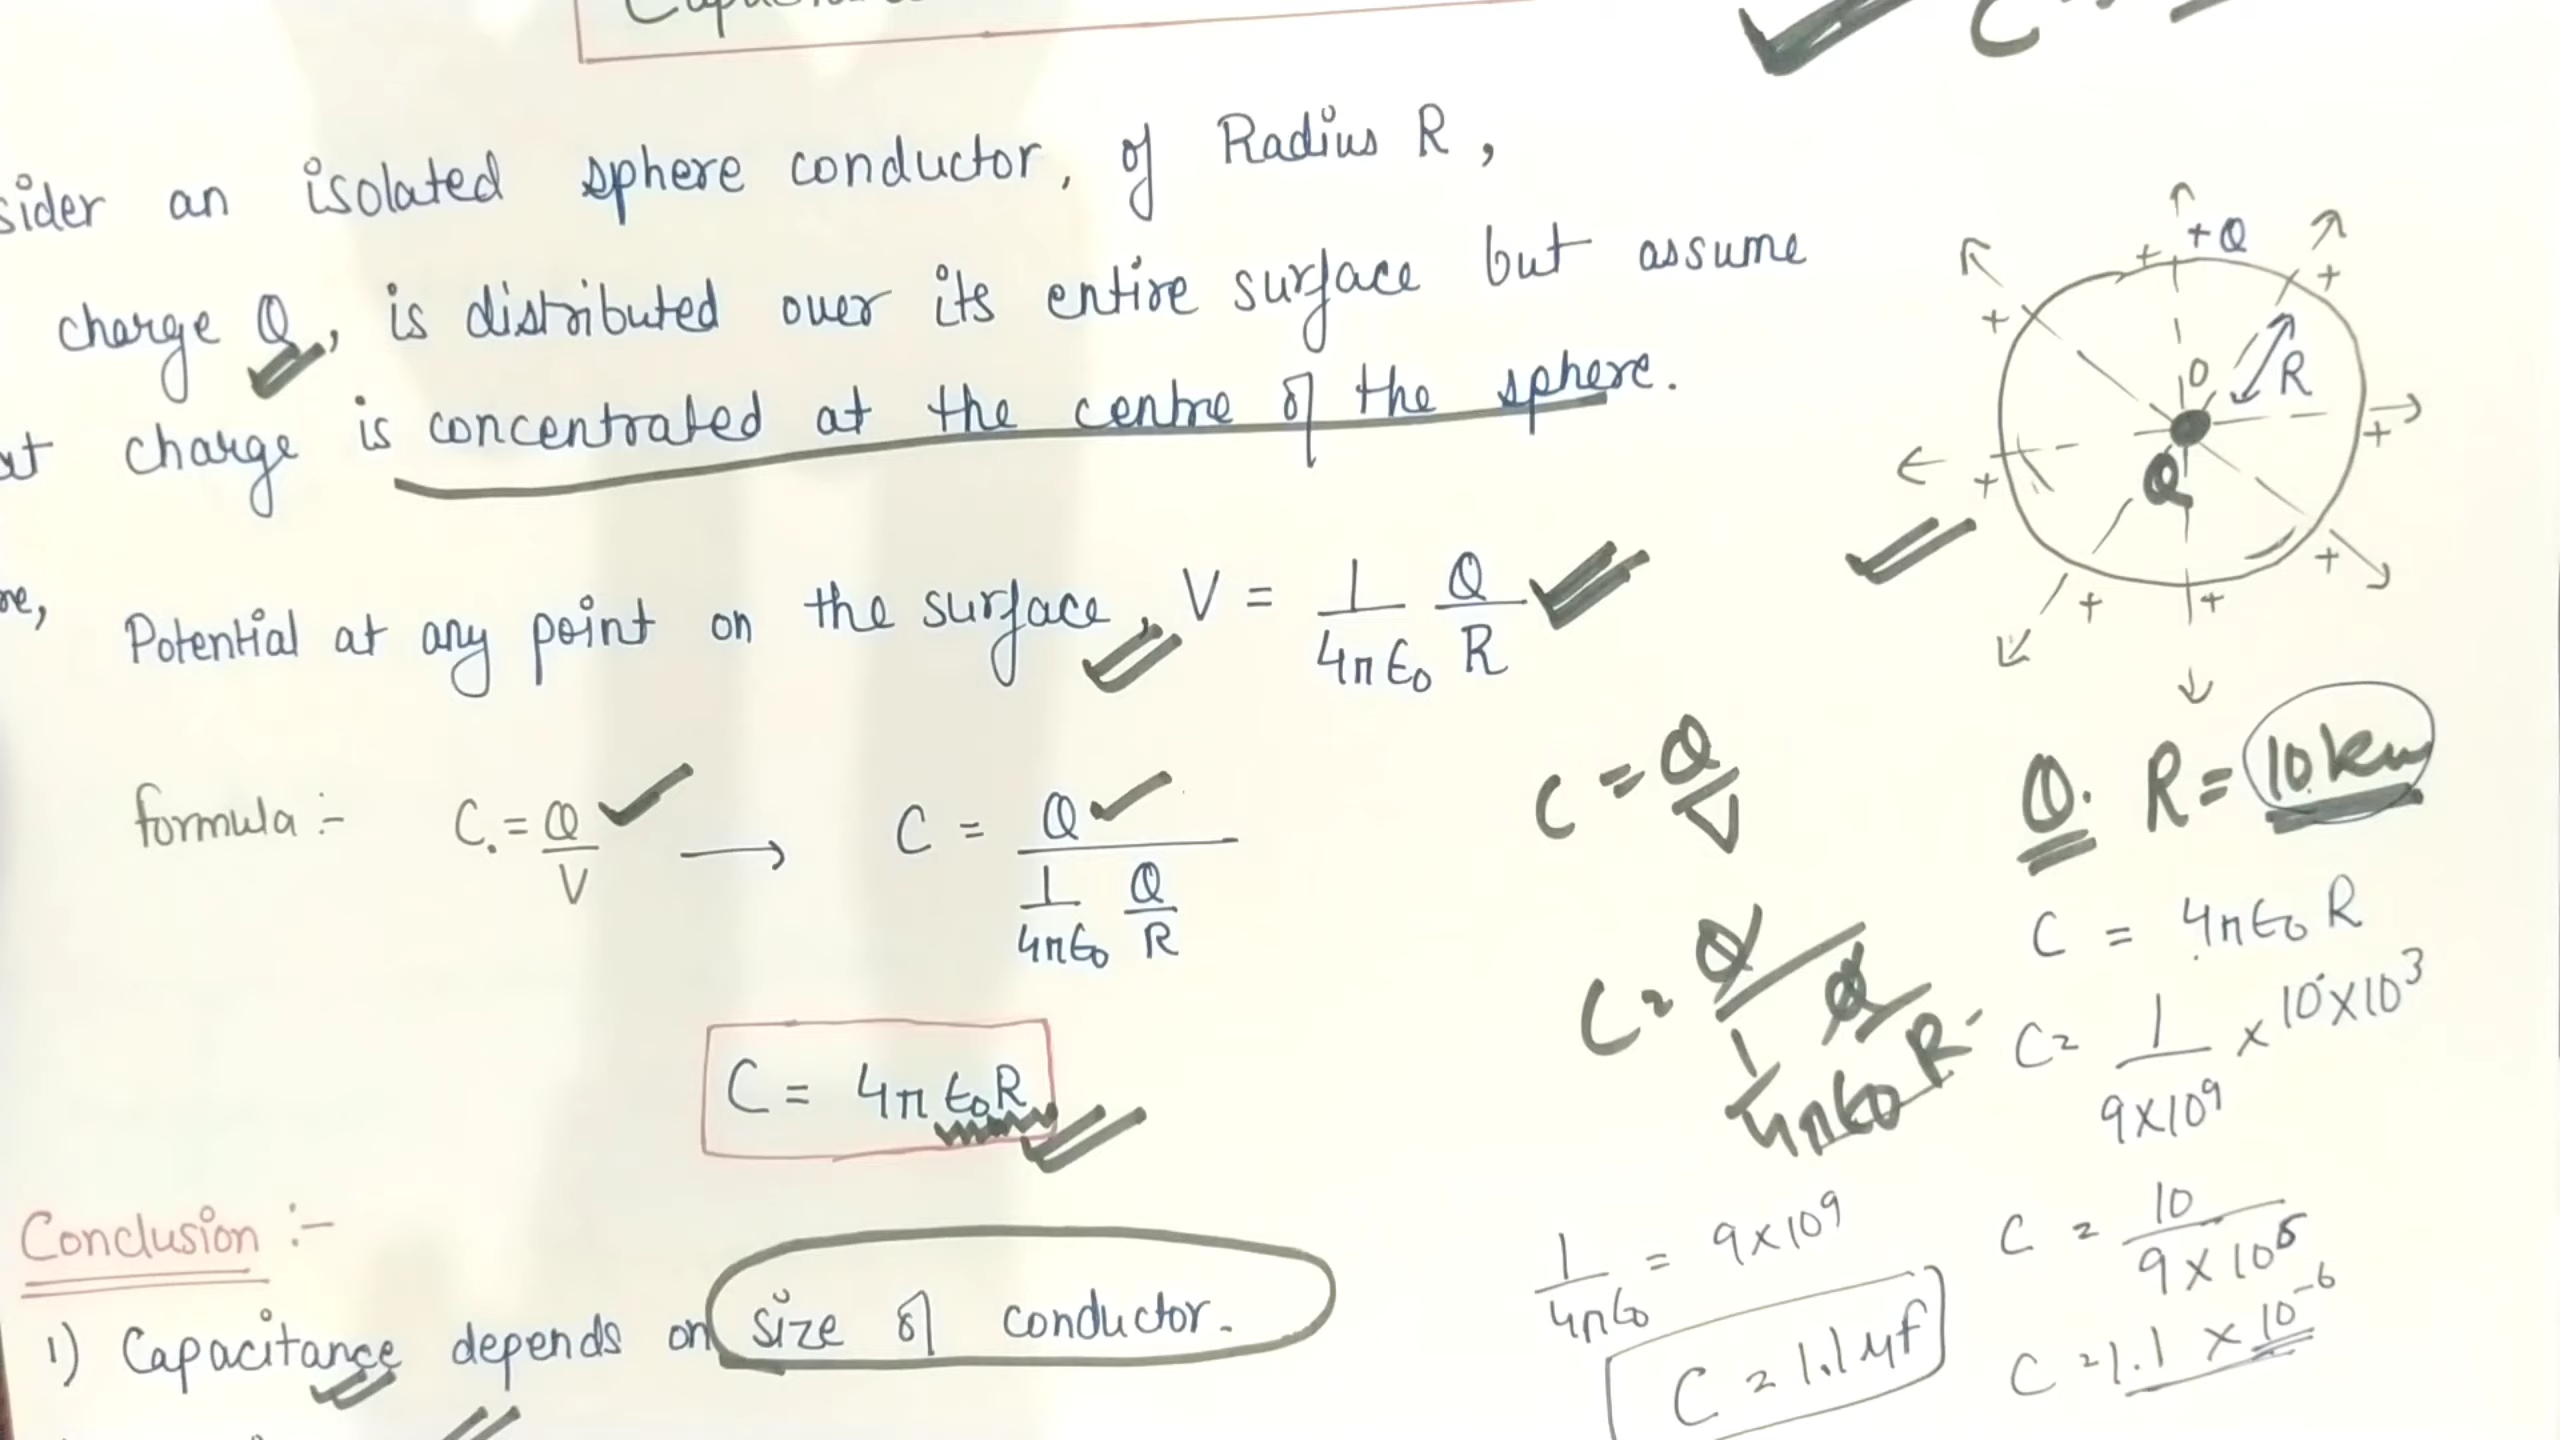 sider an isolated sphere conductor, of Radius R,
charge Q, is distributed over its entire surface but assume
charge is concentrated at the centre of the sphere.
Potential at any point on the surface, V = 1/4πϵ₀ Q/R
formula :- C = Q/V → C = Q / (1/4πϵ₀ Q/R)
C = 4πϵ₀R
Conclusion :-
1) Capacitance depends on size of conductor.
+Q
+ + + + + + + +
O
R
Q
C = Q/V
C = Q / (1/4πϵ₀ Q/R)
1/4πϵ₀ = 9×10⁹
C = 1.1 μf
Q. R = 10 km
C = 4πϵ₀ R
C = 1/9×10⁹ × 10×10³
C = 10/9×10⁶
C = 1.1 × 10⁻⁶